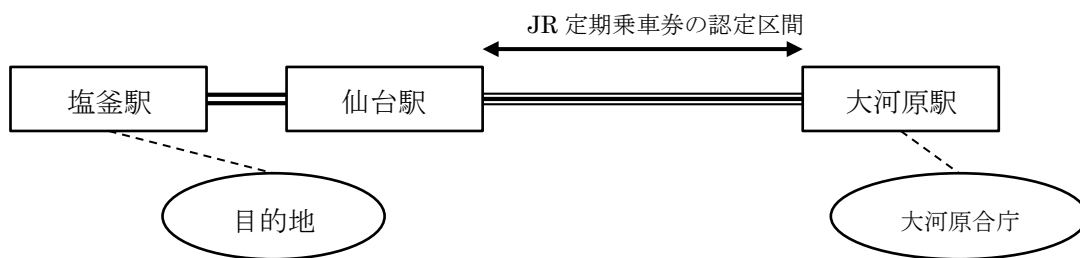 JR 定期乗車券の認定区間
塩釜駅
仙台駅
大河原駅
目的地
大河原合庁